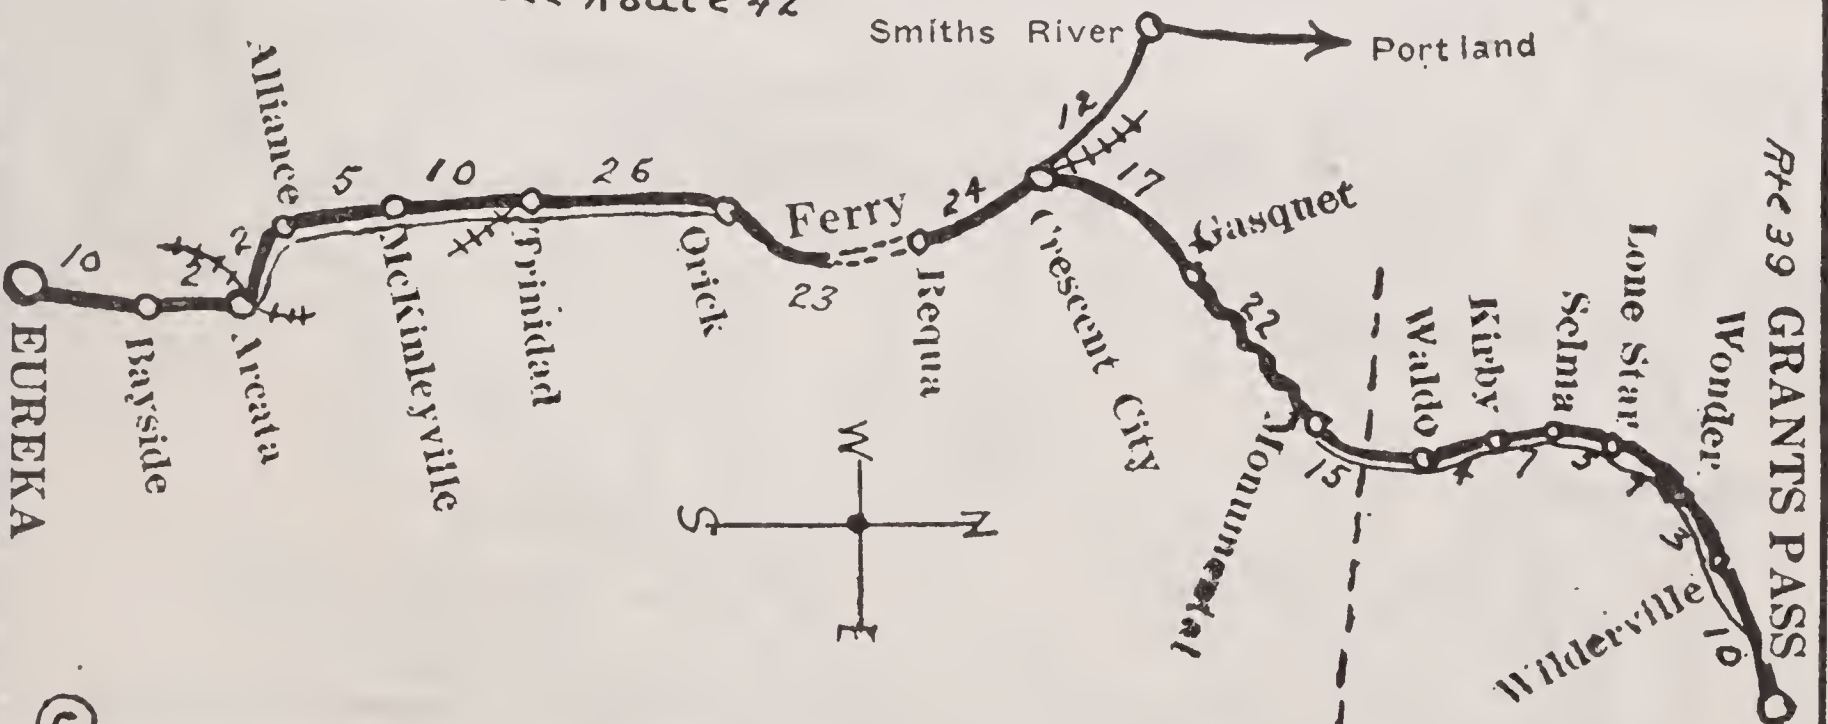 Route 42
Smiths River
Portland
Alliance
5
10
26
12
17
24
Ferry
Gasquet
Rte 39
GRANTS PASS
10
2
2
23
22
EUREKA
Bayside
Arcata
McKinleyville
Trinidad
Orick
Requa
Crescent City
Monumental
Waldo
Kirby
Selma
Lone Star
Wonder
15
4
7
3
3
10
Wilderville
W
S
N
E